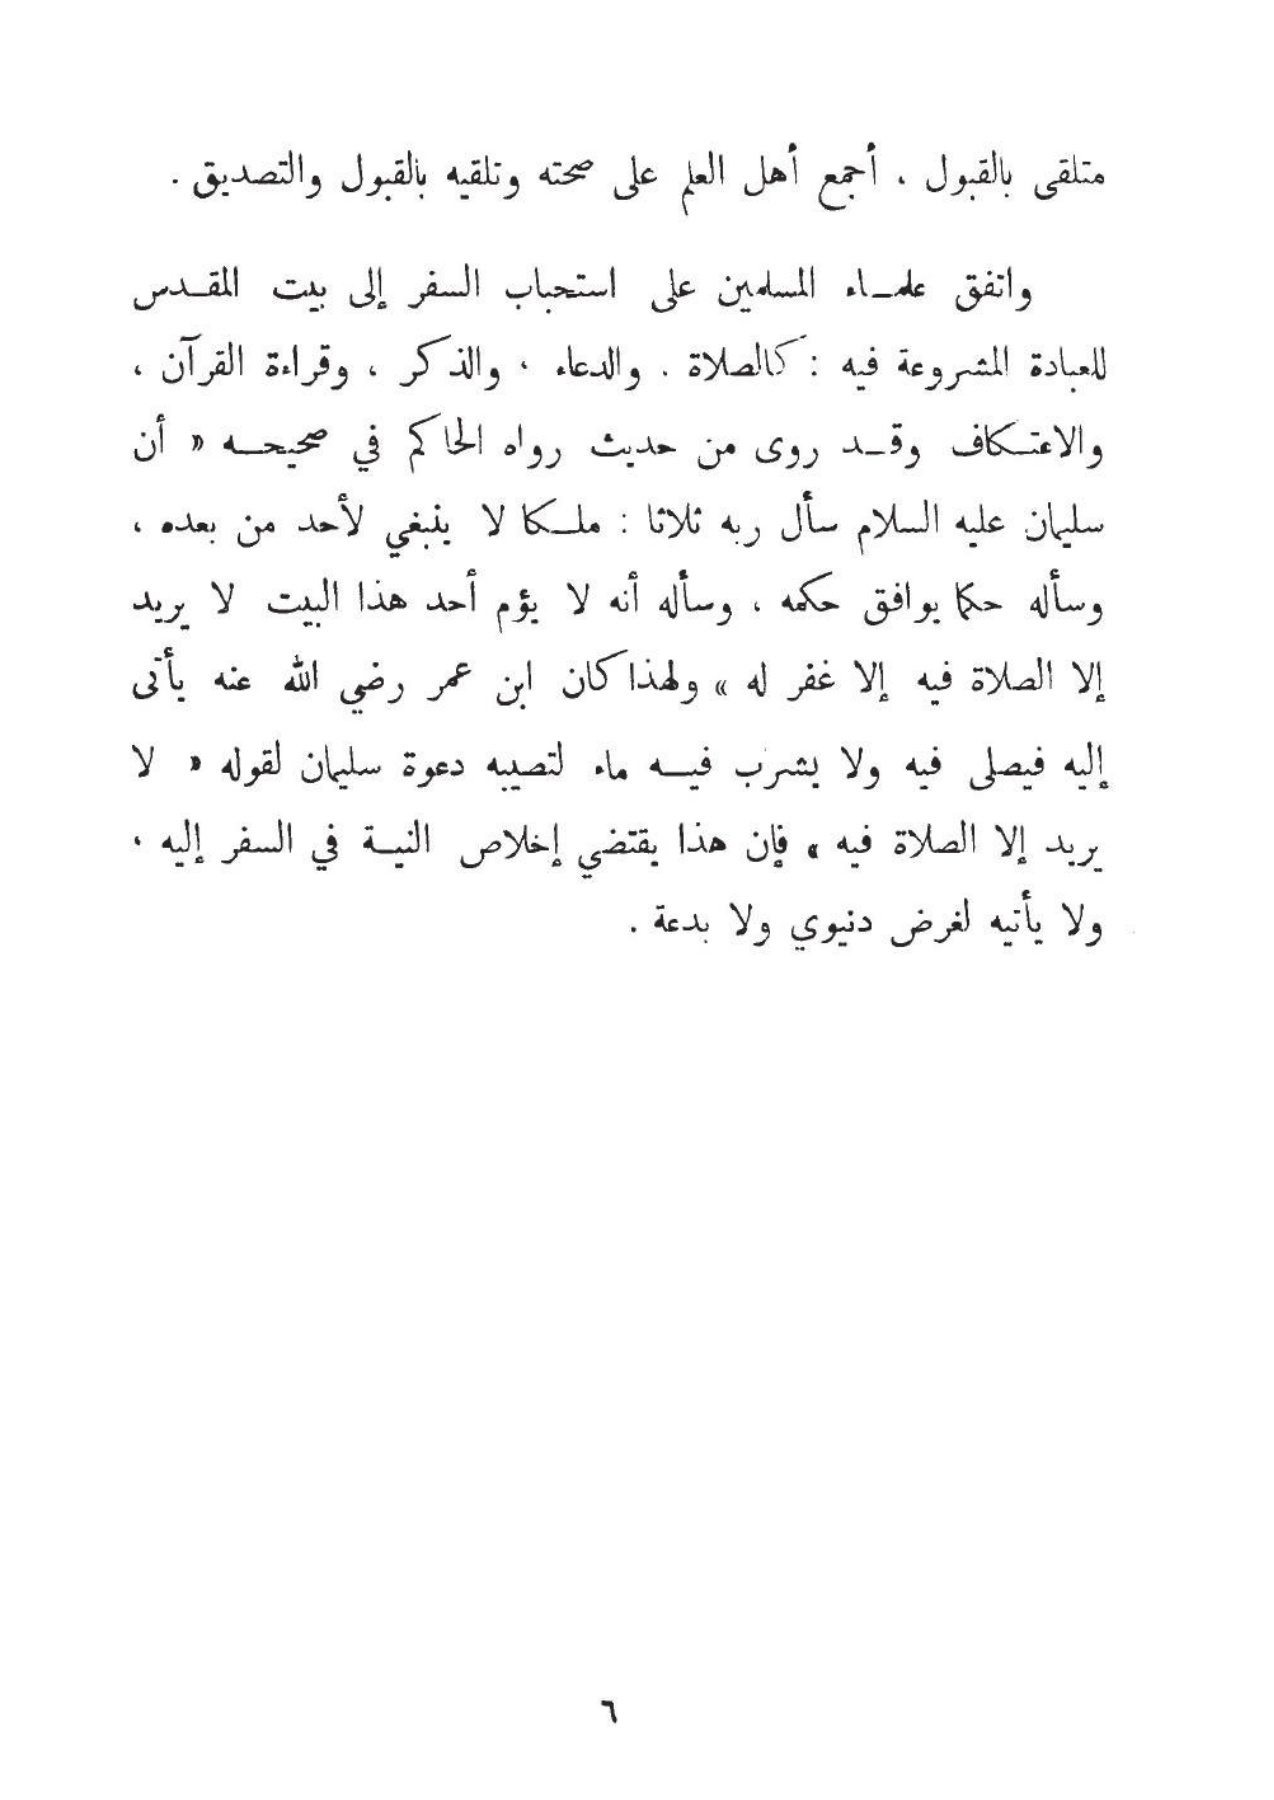 متلقى بالقبول ، أجمع أهل العلم على صحته وتلقيه بالقبول والتصديق .
واتفق علماء المسلمين على استحباب السفر إلى بيت المقدس
للعبادة المشروعة فيه : كالصلاة . والدعاء ، والذكر ، وقراءة القرآن ،
والاعتكاف وقد روى من حديث رواه الحاكم في صحيحه « أن
سليمان عليه السلام سأل ربه ثلاثا : ملكا لا ينبغي لأحد من بعده ،
وسأله حكما يوافق حكمه ، وسأله أنه لا يؤم أحد هذا البيت لا يريد
إلا الصلاة فيه إلا غفر له » ولهذا كان ابن عمر رضي الله عنه يأتى
إليه فيصلى فيه ولا يشرب فيه ماء لتصيبه دعوة سليمان لقوله « لا
يريد إلا الصلاة فيه » فإن هذا يقتضي إخلاص النية في السفر إليه ،
ولا يأتيه لغرض دنيوي ولا بدعة .
٦